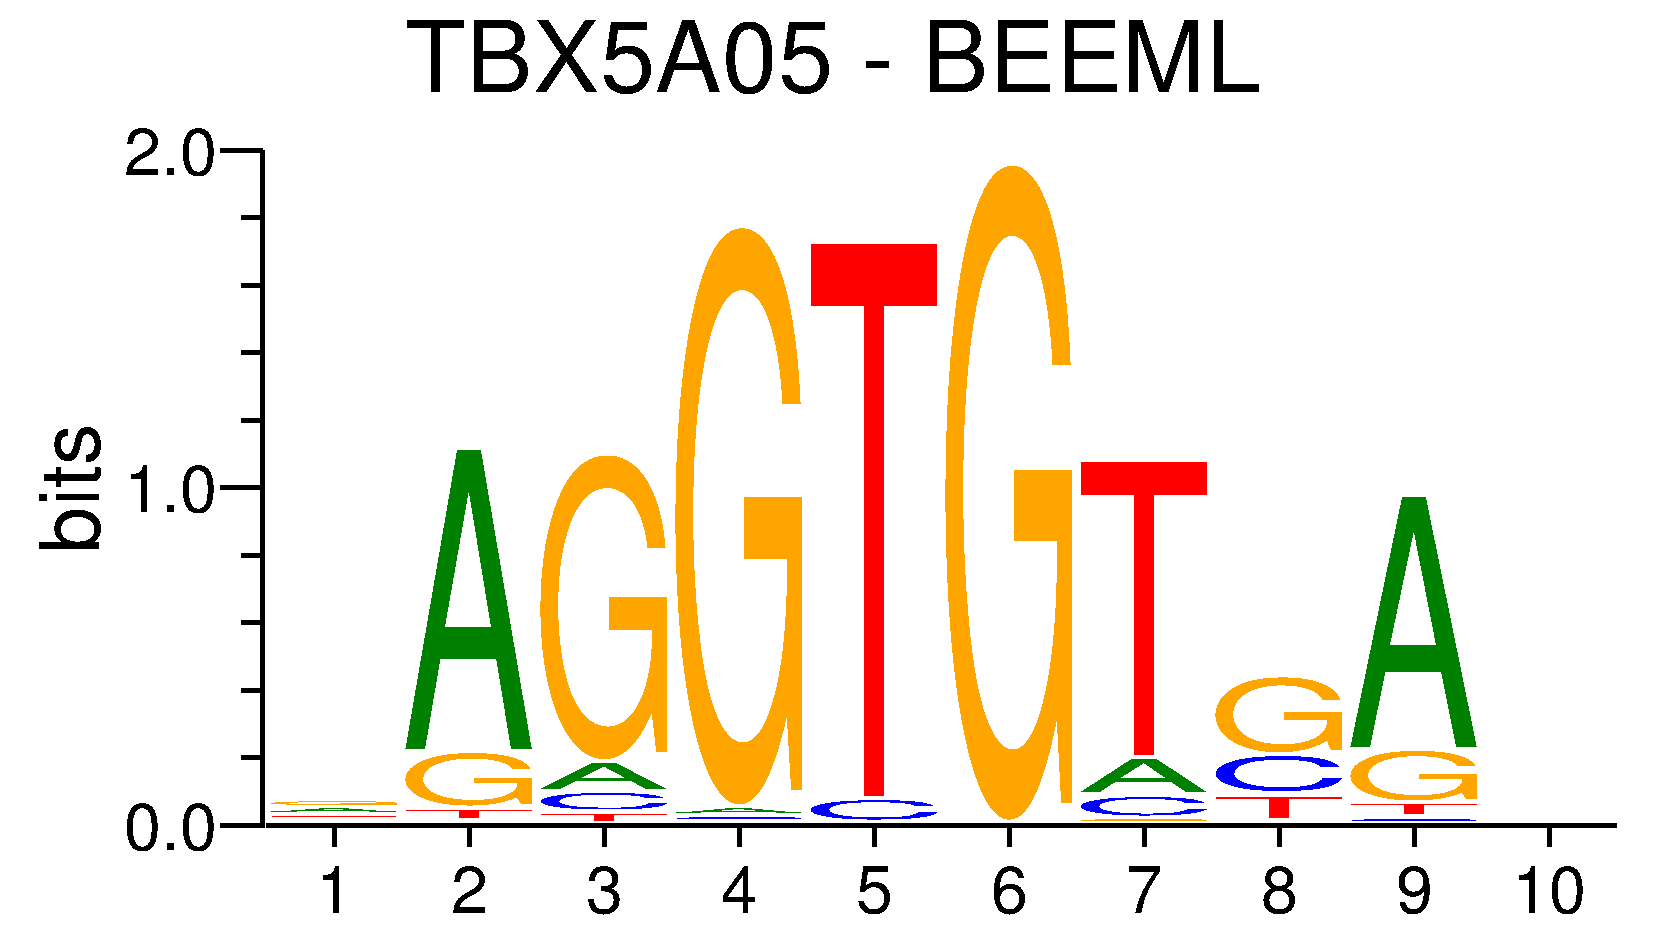 TBX5A05 - BEEML
2.0
1.0
0.0
bits
G A T
A G T
G A C T
G A C
T C
G
T A C G
G C T
A G T C
1 2 3 4 5 6 7 8 9 10